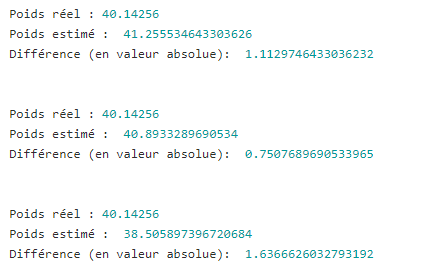 Poids réel : 40.14256
Poids estimé :  41.255534643303626
Différence (en valeur absolue):  1.1129746433036232
Poids réel : 40.14256
Poids estimé :  40.8933289690534
Différence (en valeur absolue):  0.7507689690533965
Poids réel : 40.14256
Poids estimé :  38.505897396720684
Différence (en valeur absolue):  1.6366626032793192